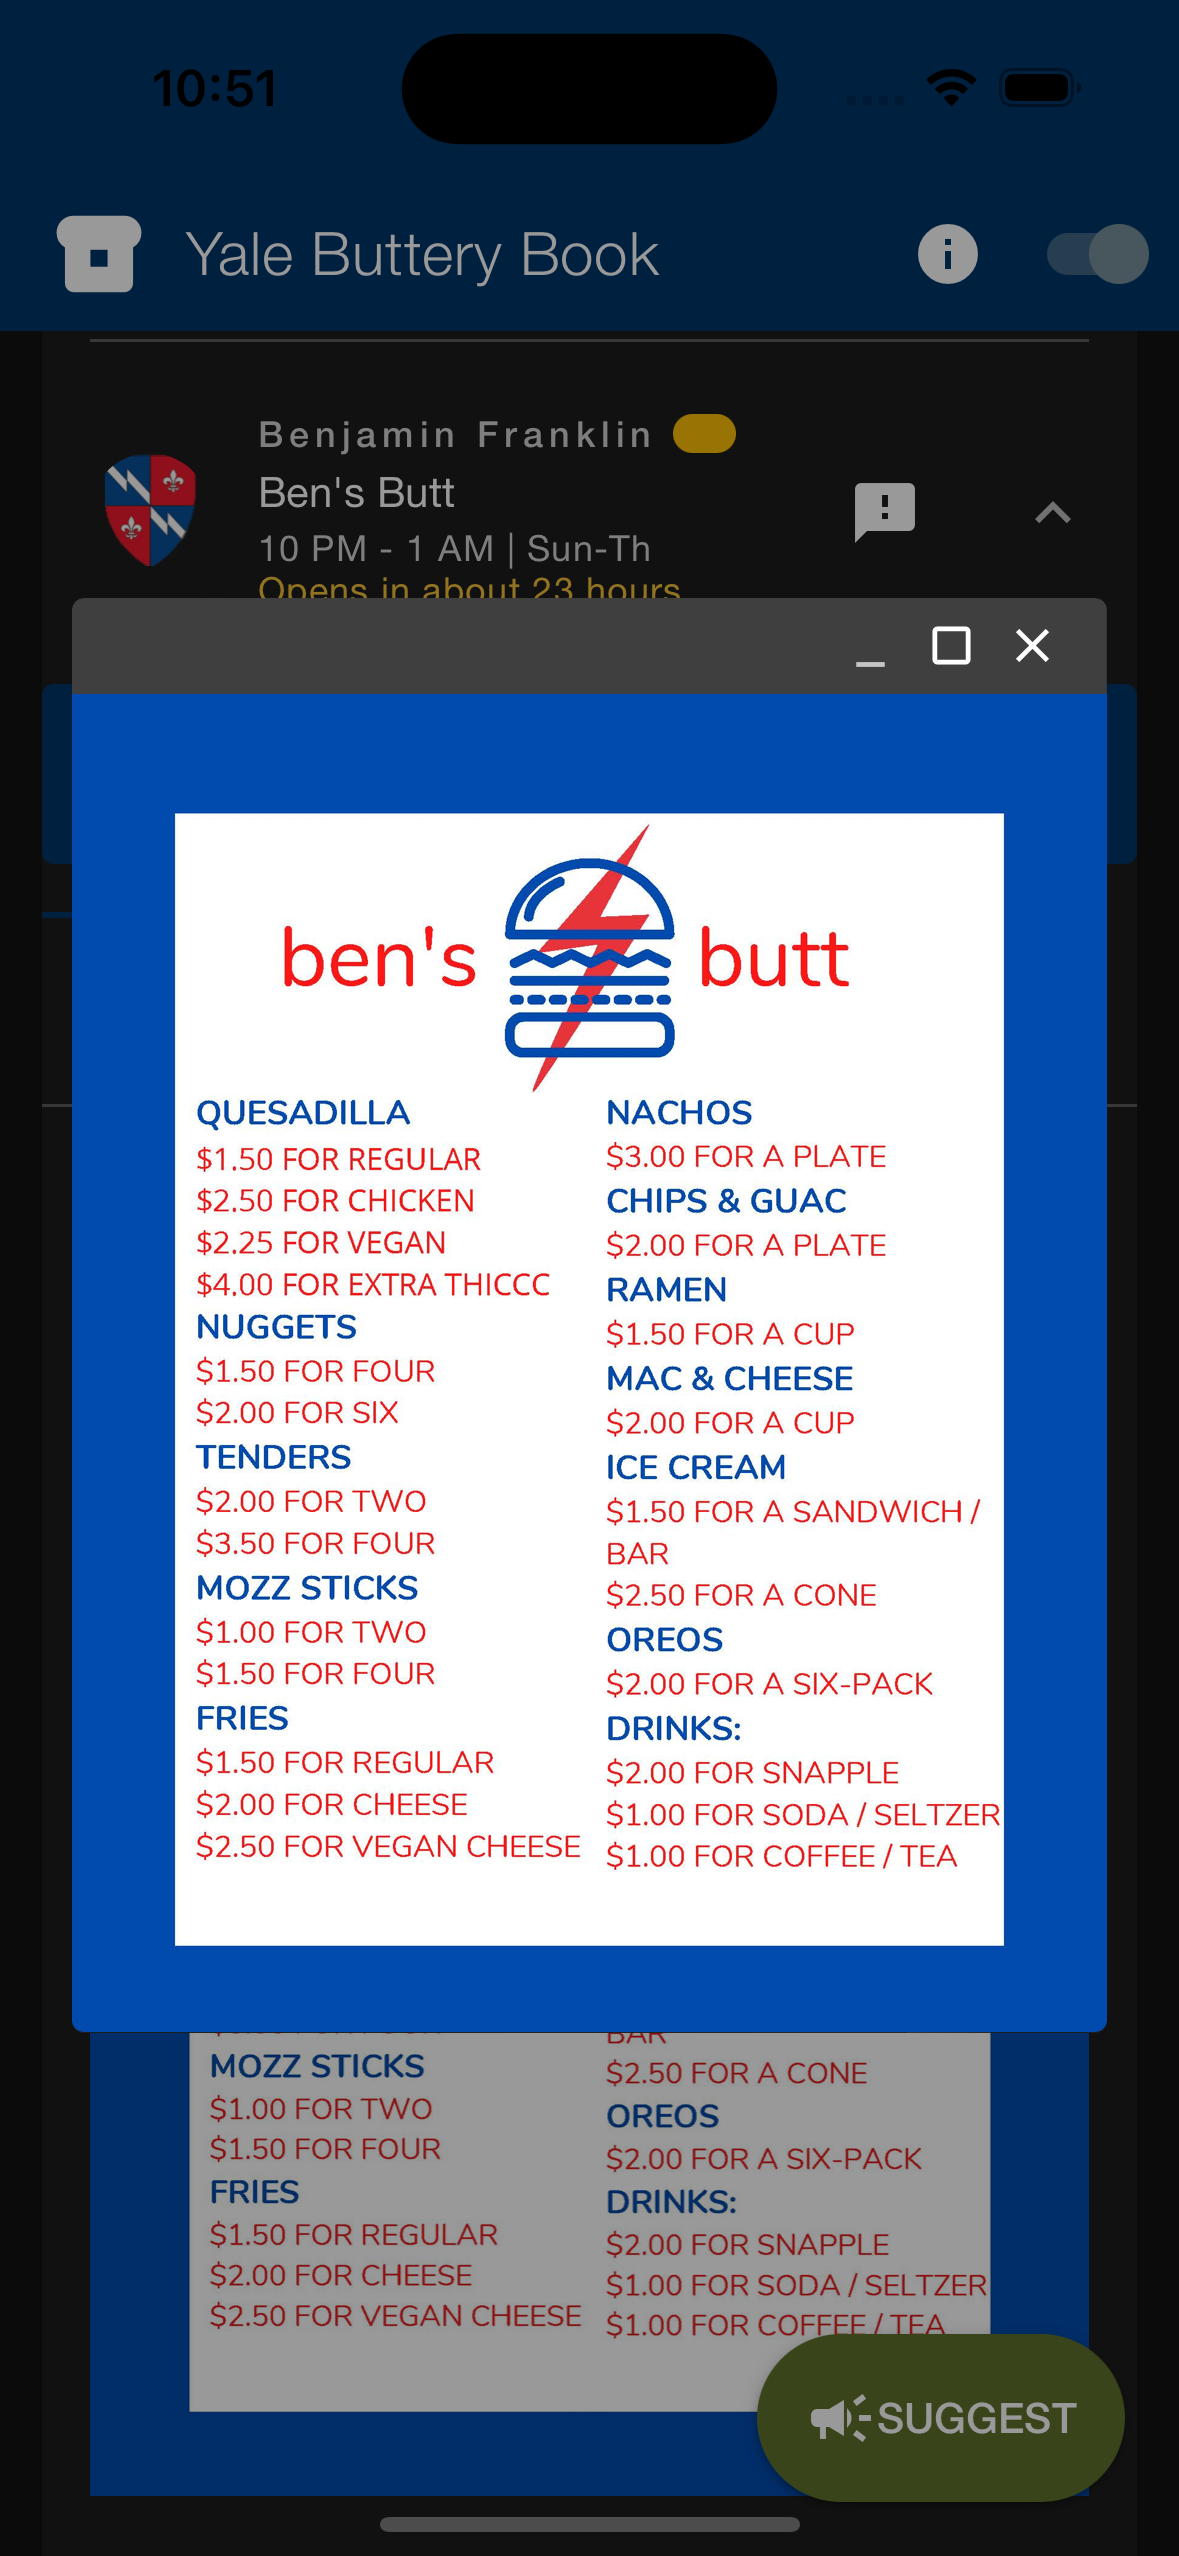 10:51
Yale Buttery Book
Benjamin Franklin
Ben's Butt
10 PM - 1 AM | Sun-Th
Opens in about 23 hours
ben's butt
QUESADILLA
$1.50 FOR REGULAR
$2.50 FOR CHICKEN
$2.25 FOR VEGAN
$4.00 FOR EXTRA THICCC
NUGGETS
$1.50 FOR FOUR
$2.00 FOR SIX
TENDERS
$2.00 FOR TWO
$3.50 FOR FOUR
MOZZ STICKS
$1.00 FOR TWO
$1.50 FOR FOUR
FRIES
$1.50 FOR REGULAR
$2.00 FOR CHEESE
$2.50 FOR VEGAN CHEESE
NACHOS
$3.00 FOR A PLATE
CHIPS & GUAC
$2.00 FOR A PLATE
RAMEN
$1.50 FOR A CUP
MAC & CHEESE
$2.00 FOR A CUP
ICE CREAM
$1.50 FOR A SANDWICH /
BAR
$2.50 FOR A CONE
OREOS
$2.00 FOR A SIX-PACK
DRINKS:
$2.00 FOR SNAPPLE
$1.00 FOR SODA / SELTZER
$1.00 FOR COFFEE / TEA
MOZZ STICKS
$1.00 FOR TWO
$1.50 FOR FOUR
FRIES
$1.50 FOR REGULAR
$2.00 FOR CHEESE
$2.50 FOR VEGAN CHEESE
BAR
$2.50 FOR A CONE
OREOS
$2.00 FOR A SIX-PACK
DRINKS:
$2.00 FOR SNAPPLE
$1.00 FOR SODA / SELTZER
$1.00 FOR COFFEE / TEA
SUGGEST